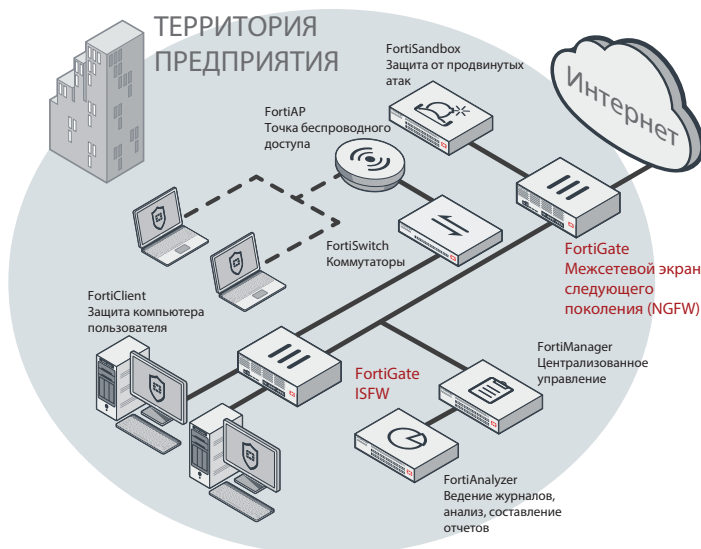 ТЕРРИТОРИЯ
ПРЕДПРИЯТИЯ
FortiSandbox
Защита от продвинутых
атак
Интернет
FortiAP
Точка беспроводного
доступа
FortiSwitch
Коммутаторы
FortiGate
Межсетевой экран
следующего
поколения (NGFW)
FortiClient
Защита компьютера
пользователя
FortiGate
ISFW
FortiManager
Централизованное
управление
FortiAnalyzer
Ведение журналов,
анализ, составление
отчетов